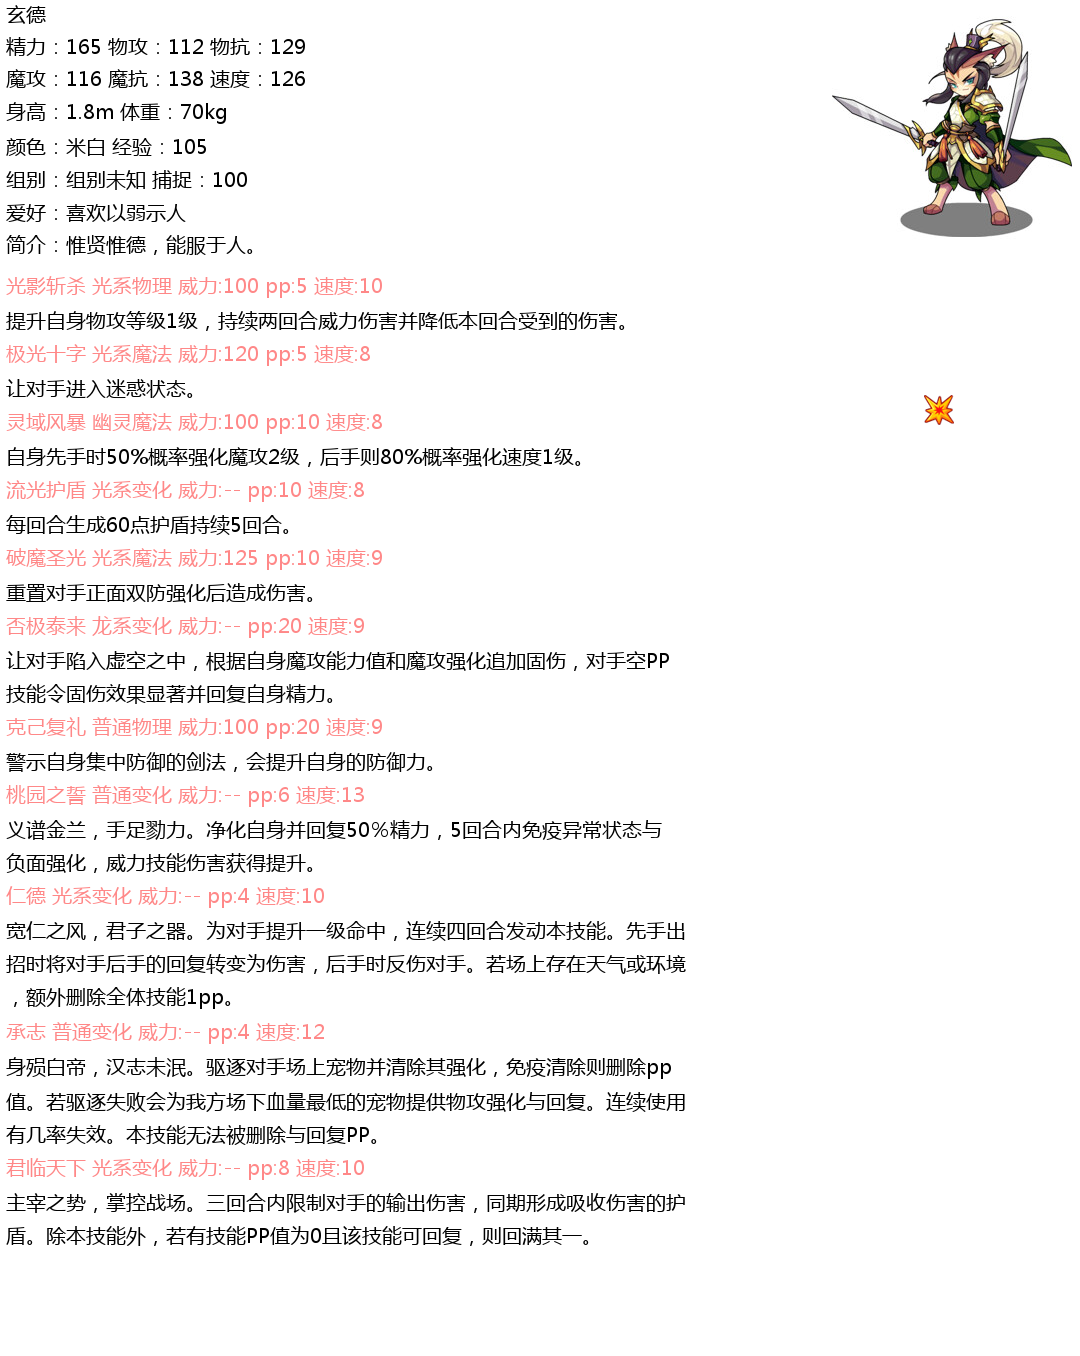 玄德
精力：165 物攻：112 物抗：129
魔攻：116 魔抗：138 速度：126
身高：1.8m 体重：70kg
颜色：米白 经验：105
组别：组别未知 捕捉：100
爱好：喜欢以弱示人
简介：惟贤惟德，能服于人。
光影斩杀 光系物理 威力:100 pp:5 速度:10
提升自身物攻等级1级，持续两回合威力伤害并降低本回合受到的伤害。
极光十字 光系魔法 威力:120 pp:5 速度:8
让对手进入迷惑状态。
灵域风暴 幽灵魔法 威力:100 pp:10 速度:8
自身先手时50%概率强化魔攻2级，后手则80%概率强化速度1级。
流光护盾 光系变化 威力:-- pp:10 速度:8
每回合生成60点护盾持续5回合。
破魔圣光 光系魔法 威力:125 pp:10 速度:9
重置对手正面双防强化后造成伤害。
否极泰来 龙系变化 威力:-- pp:20 速度:9
让对手陷入虚空之中，根据自身魔攻能力值和魔攻强化追加固伤，对手空PP
技能令固伤效果显著并回复自身精力。
克己复礼 普通物理 威力:100 pp:20 速度:9
警示自身集中防御的剑法，会提升自身的防御力。
桃园之誓 普通变化 威力:-- pp:6 速度:13
义谱金兰，手足勠力。净化自身并回复50%精力，5回合内免疫异常状态与
负面强化，威力技能伤害获得提升。
仁德 光系变化 威力:-- pp:4 速度:10
宽仁之风，君子之器。为对手提升一级命中，连续四回合发动本技能。先手出
招时将对手后手的回复转变为伤害，后手时反伤对手。若场上存在天气或环境
，额外删除全体技能1pp。
承志 普通变化 威力:-- pp:4 速度:12
身殒白帝，汉志未泯。驱逐对手场上宠物并清除其强化，免疫清除则删除pp
值。若驱逐失败会为我方场下血量最低的宠物提供物攻强化与回复。连续使用
有几率失效。本技能无法被删除与回复PP。
君临天下 光系变化 威力:-- pp:8 速度:10
主宰之势，掌控战场。三回合内限制对手的输出伤害，同期形成吸收伤害的护
盾。除本技能外，若有技能PP值为0且该技能可回复，则回满其一。